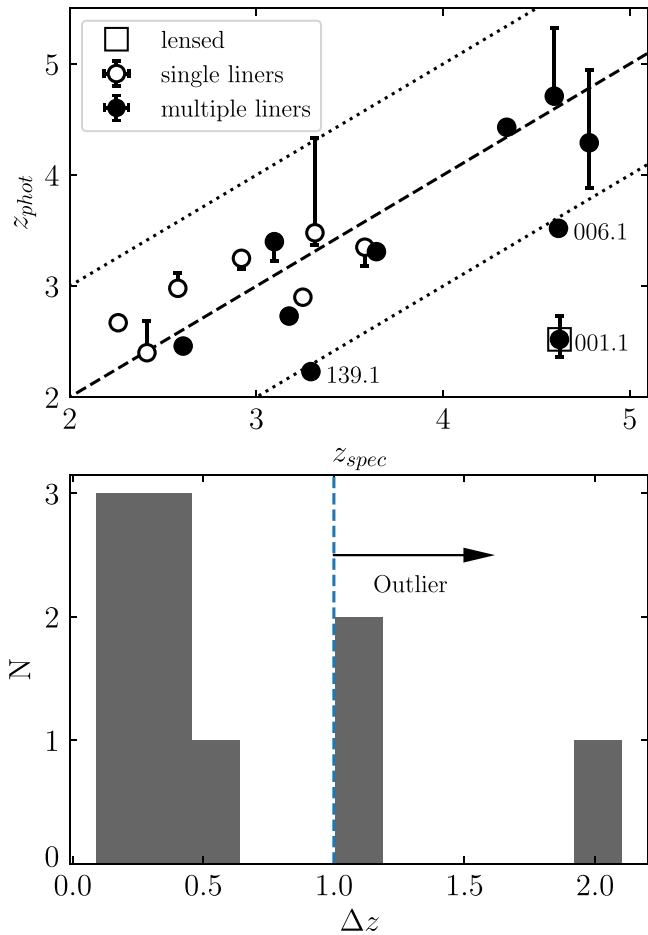 lensed
single liners
multiple liners
5
4
3
2
z_phot
006.1
001.1
139.1
2 3 4 5
z_spec
3
2
1
0
N
Outlier
0.0 0.5 1.0 1.5 2.0
Δz